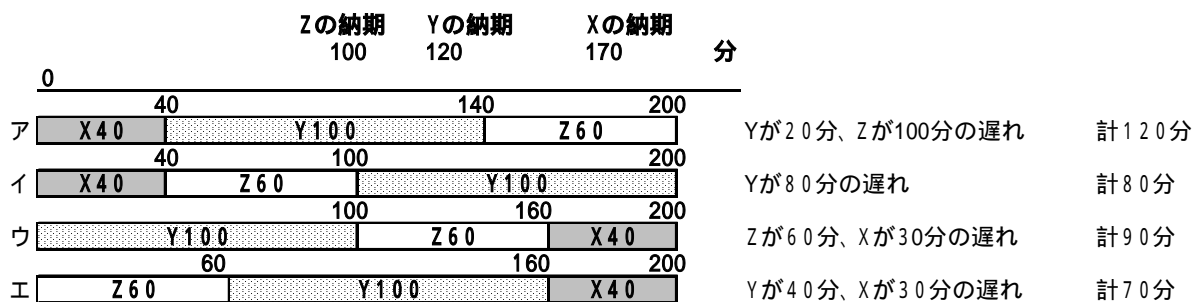 Zの納期 Yの納期 Xの納期
100 120 170 分
0
40 140 200
ア X40 Y100 Z60 Yが20分、Zが100分の遅れ 計120分
40 100 200
イ X40 Z60 Y100 Yが80分の遅れ 計80分
100 160 200
ウ Y100 Z60 X40 Zが60分、Xが30分の遅れ 計90分
60 160 200
エ Z60 Y100 X40 Yが40分、Xが30分の遅れ 計70分